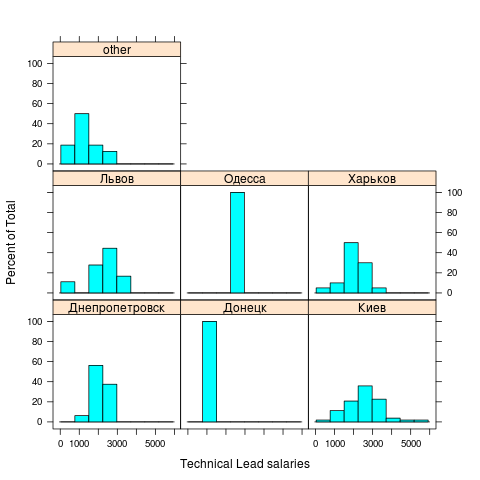 other
100
80
60
40
20
0
Львов
Одесса
Харьков
100
80
60
40
20
0
Percent of Total
Днепропетровск
Донецк
Киев
100
80
60
40
20
0
0 1000 3000 5000
0 1000 3000 5000
Technical Lead salaries